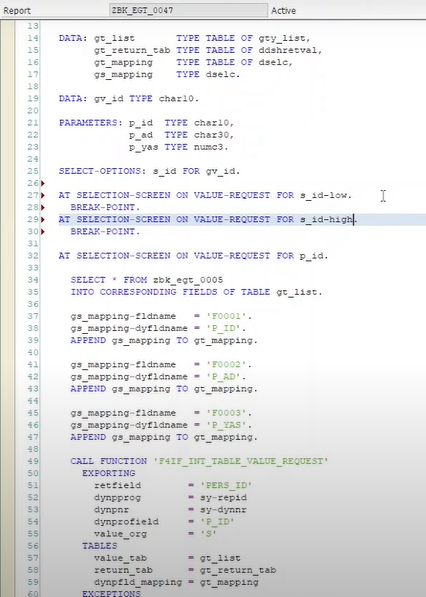 Report ZBK_EGT_0047 Active
13
14 DATA: gt_list TYPE TABLE OF gty_list,
15 gt_return_tab TYPE TABLE OF ddshretval,
16 gt_mapping TYPE TABLE OF dselc,
17 gs_mapping TYPE dselc.
18
19 DATA: gv_id TYPE char10.
20
21 PARAMETERS: p_id TYPE char10,
22 p_ad TYPE char30,
23 p_yas TYPE numc3.
24
25 SELECT-OPTIONS: s_id FOR gv_id.
26
27 AT SELECTION-SCREEN ON VALUE-REQUEST FOR s_id-low.
28 BREAK-POINT.
29 AT SELECTION-SCREEN ON VALUE-REQUEST FOR s_id-high.
30 BREAK-POINT.
31
32 AT SELECTION-SCREEN ON VALUE-REQUEST FOR p_id.
33
34 SELECT * FROM zbk_egt_0005
35 INTO CORRESPONDING FIELDS OF TABLE gt_list.
36
37 gs_mapping-fldname = 'F0001'.
38 gs_mapping-dyfldname = 'P_ID'.
39 APPEND gs_mapping TO gt_mapping.
40
41 gs_mapping-fldname = 'F0002'.
42 gs_mapping-dyfldname = 'P_AD'.
43 APPEND gs_mapping TO gt_mapping.
44
45 gs_mapping-fldname = 'F0003'.
46 gs_mapping-dyfldname = 'P_YAS'.
47 APPEND gs_mapping TO gt_mapping.
48
49 CALL FUNCTION 'F4IF_INT_TABLE_VALUE_REQUEST'
50 EXPORTING
51 retfield = 'PERS_ID'
52 dynpprog = sy-repid
53 dynpnr = sy-dynnr
54 dynprofield = 'P_ID'
55 value_org = 'S'
56 TABLES
57 value_tab = gt_list
58 return_tab = gt_return_tab
59 dynpfld_mapping = gt_mapping
60 EXCEPTIONS